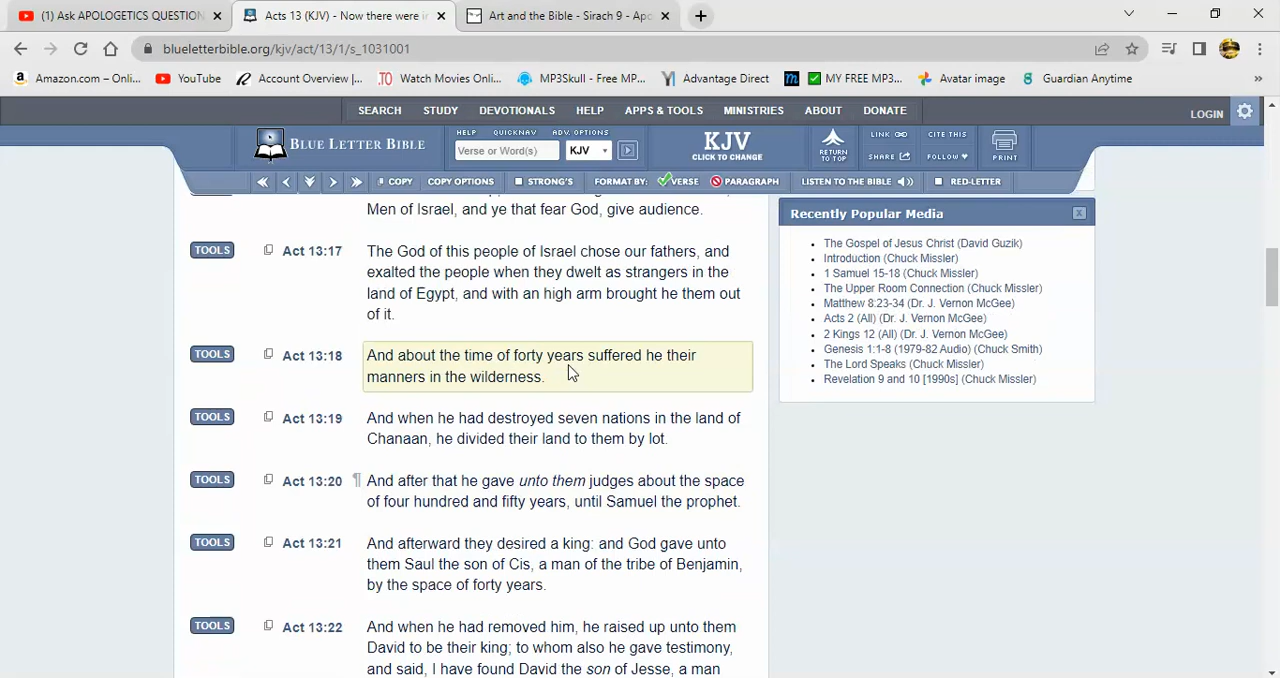 (1) Ask APOLOGETICS QUESTION
Acts 13 (KJV) - Now there were in
Art and the Bible - Sirach 9 - Apo
blueletterbible.org/kjv/act/13/1/s_1031001
Amazon.com – Onli...
YouTube
Account Overview |...
Watch Movies Onlin...
MP3Skull - Free MP...
Advantage Direct
MY FREE MP3...
Avatar image
Guardian Anytime
»
SEARCH STUDY DEVOTIONALS HELP APPS & TOOLS MINISTRIES ABOUT DONATE
LOGIN
BLUE LETTER BIBLE
HELP QUICKNAV ADV. OPTIONS
Verse or Word(s)
KJV
KJV
CLICK TO CHANGE
RETURN
TO TOP
LINK
CITE THIS
SHARE
FOLLOW
PRINT
COPY COPY OPTIONS STRONG'S FORMAT BY: VERSE PARAGRAPH LISTEN TO THE BIBLE RED-LETTER
Men of Israel, and ye that fear God, give audience.
TOOLS Act 13:17 The God of this people of Israel chose our fathers, and
exalted the people when they dwelt as strangers in the
land of Egypt, and with an high arm brought he them out
of it.
TOOLS Act 13:18 And about the time of forty years suffered he their
manners in the wilderness.
TOOLS Act 13:19 And when he had destroyed seven nations in the land of
Chanaan, he divided their land to them by lot.
TOOLS Act 13:20 ¶ And after that he gave unto them judges about the space
of four hundred and fifty years, until Samuel the prophet.
TOOLS Act 13:21 And afterward they desired a king: and God gave unto
them Saul the son of Cis, a man of the tribe of Benjamin,
by the space of forty years.
TOOLS Act 13:22 And when he had removed him, he raised up unto them
David to be their king; to whom also he gave testimony,
and said, I have found David the son of Jesse, a man
Recently Popular Media
The Gospel of Jesus Christ (David Guzik)
Introduction (Chuck Missler)
1 Samuel 15-18 (Chuck Missler)
The Upper Room Connection (Chuck Missler)
Matthew 8:23-34 (Dr. J. Vernon McGee)
Acts 2 (All) (Dr. J. Vernon McGee)
2 Kings 12 (All) (Dr. J. Vernon McGee)
Genesis 1:1-8 (1979-82 Audio) (Chuck Smith)
The Lord Speaks (Chuck Missler)
Revelation 9 and 10 [1990s] (Chuck Missler)